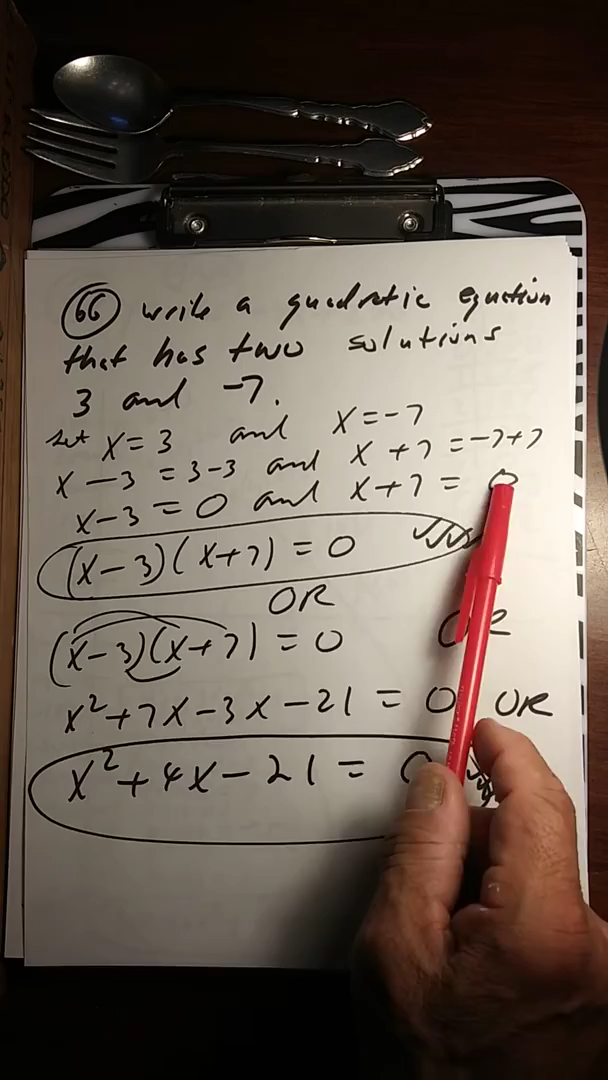 66 write a quadratic equation
that has two solutions
3 and -7.
set x = 3 and x = -7
x - 3 = 3-3 and x + 7 = -7+7
x-3 = 0 and x+7 = 0
(x-3)(x+7) = 0
OR
(x-3)(x+7) = 0 OR
x²+7x-3x-21 = 0 OR
x²+4x-21 = 0